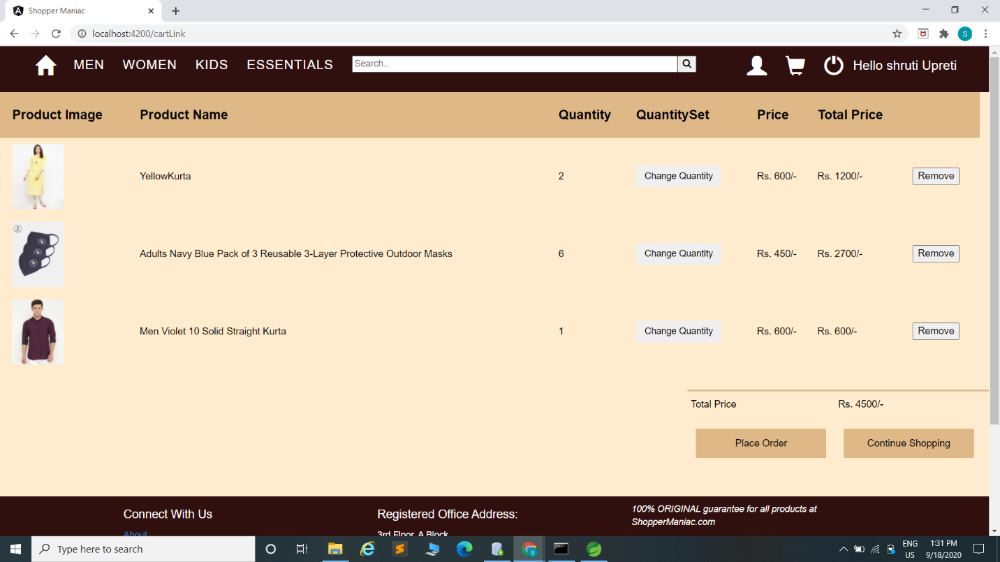 Shopper Maniac
localhost:4200/cartLink
S
MEN WOMEN KIDS ESSENTIALS Search.. Hello shruti Upreti
Product Image Product Name Quantity QuantitySet Price Total Price
YellowKurta 2 Change Quantity Rs. 600/- Rs. 1200/- Remove
Adults Navy Blue Pack of 3 Reusable 3-Layer Protective Outdoor Masks 6 Change Quantity Rs. 450/- Rs. 2700/- Remove
Men Violet 10 Solid Straight Kurta 1 Change Quantity Rs. 600/- Rs. 600/- Remove
Total Price Rs. 4500/-
Place Order Continue Shopping
Connect With Us
About
Registered Office Address:
3rd Floor, A Block
100% ORIGINAL guarantee for all products at
ShopperManiac.com
Type here to search
ENG
US
1:31 PM
9/18/2020